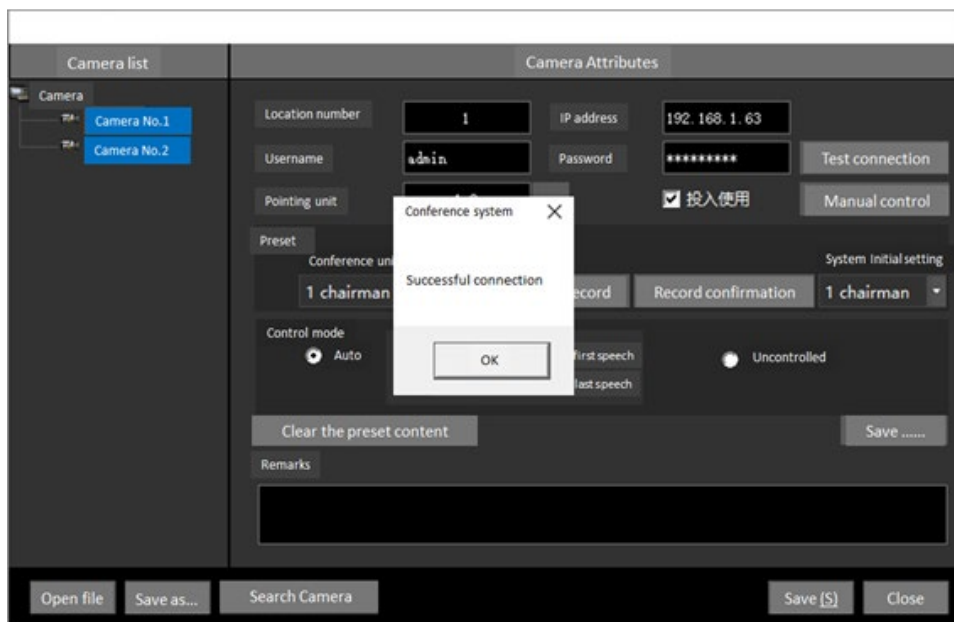 Camera list
Camera Attributes
Camera
Camera No.1
Camera No.2
Location number
1
IP address
192.168.1.63
Username
admin
Password
*********
Test connection
Pointing unit
投入使用
Manual control
Conference system
Successful connection
OK
Preset
Conference uni
System Initial setting
1 chairman
ecord
Record confirmation
1 chairman
Control mode
Auto
first speech
last speech
Uncontrolled
Clear the preset content
Save ......
Remarks
Open file
Save as...
Search Camera
Save (S)
Close